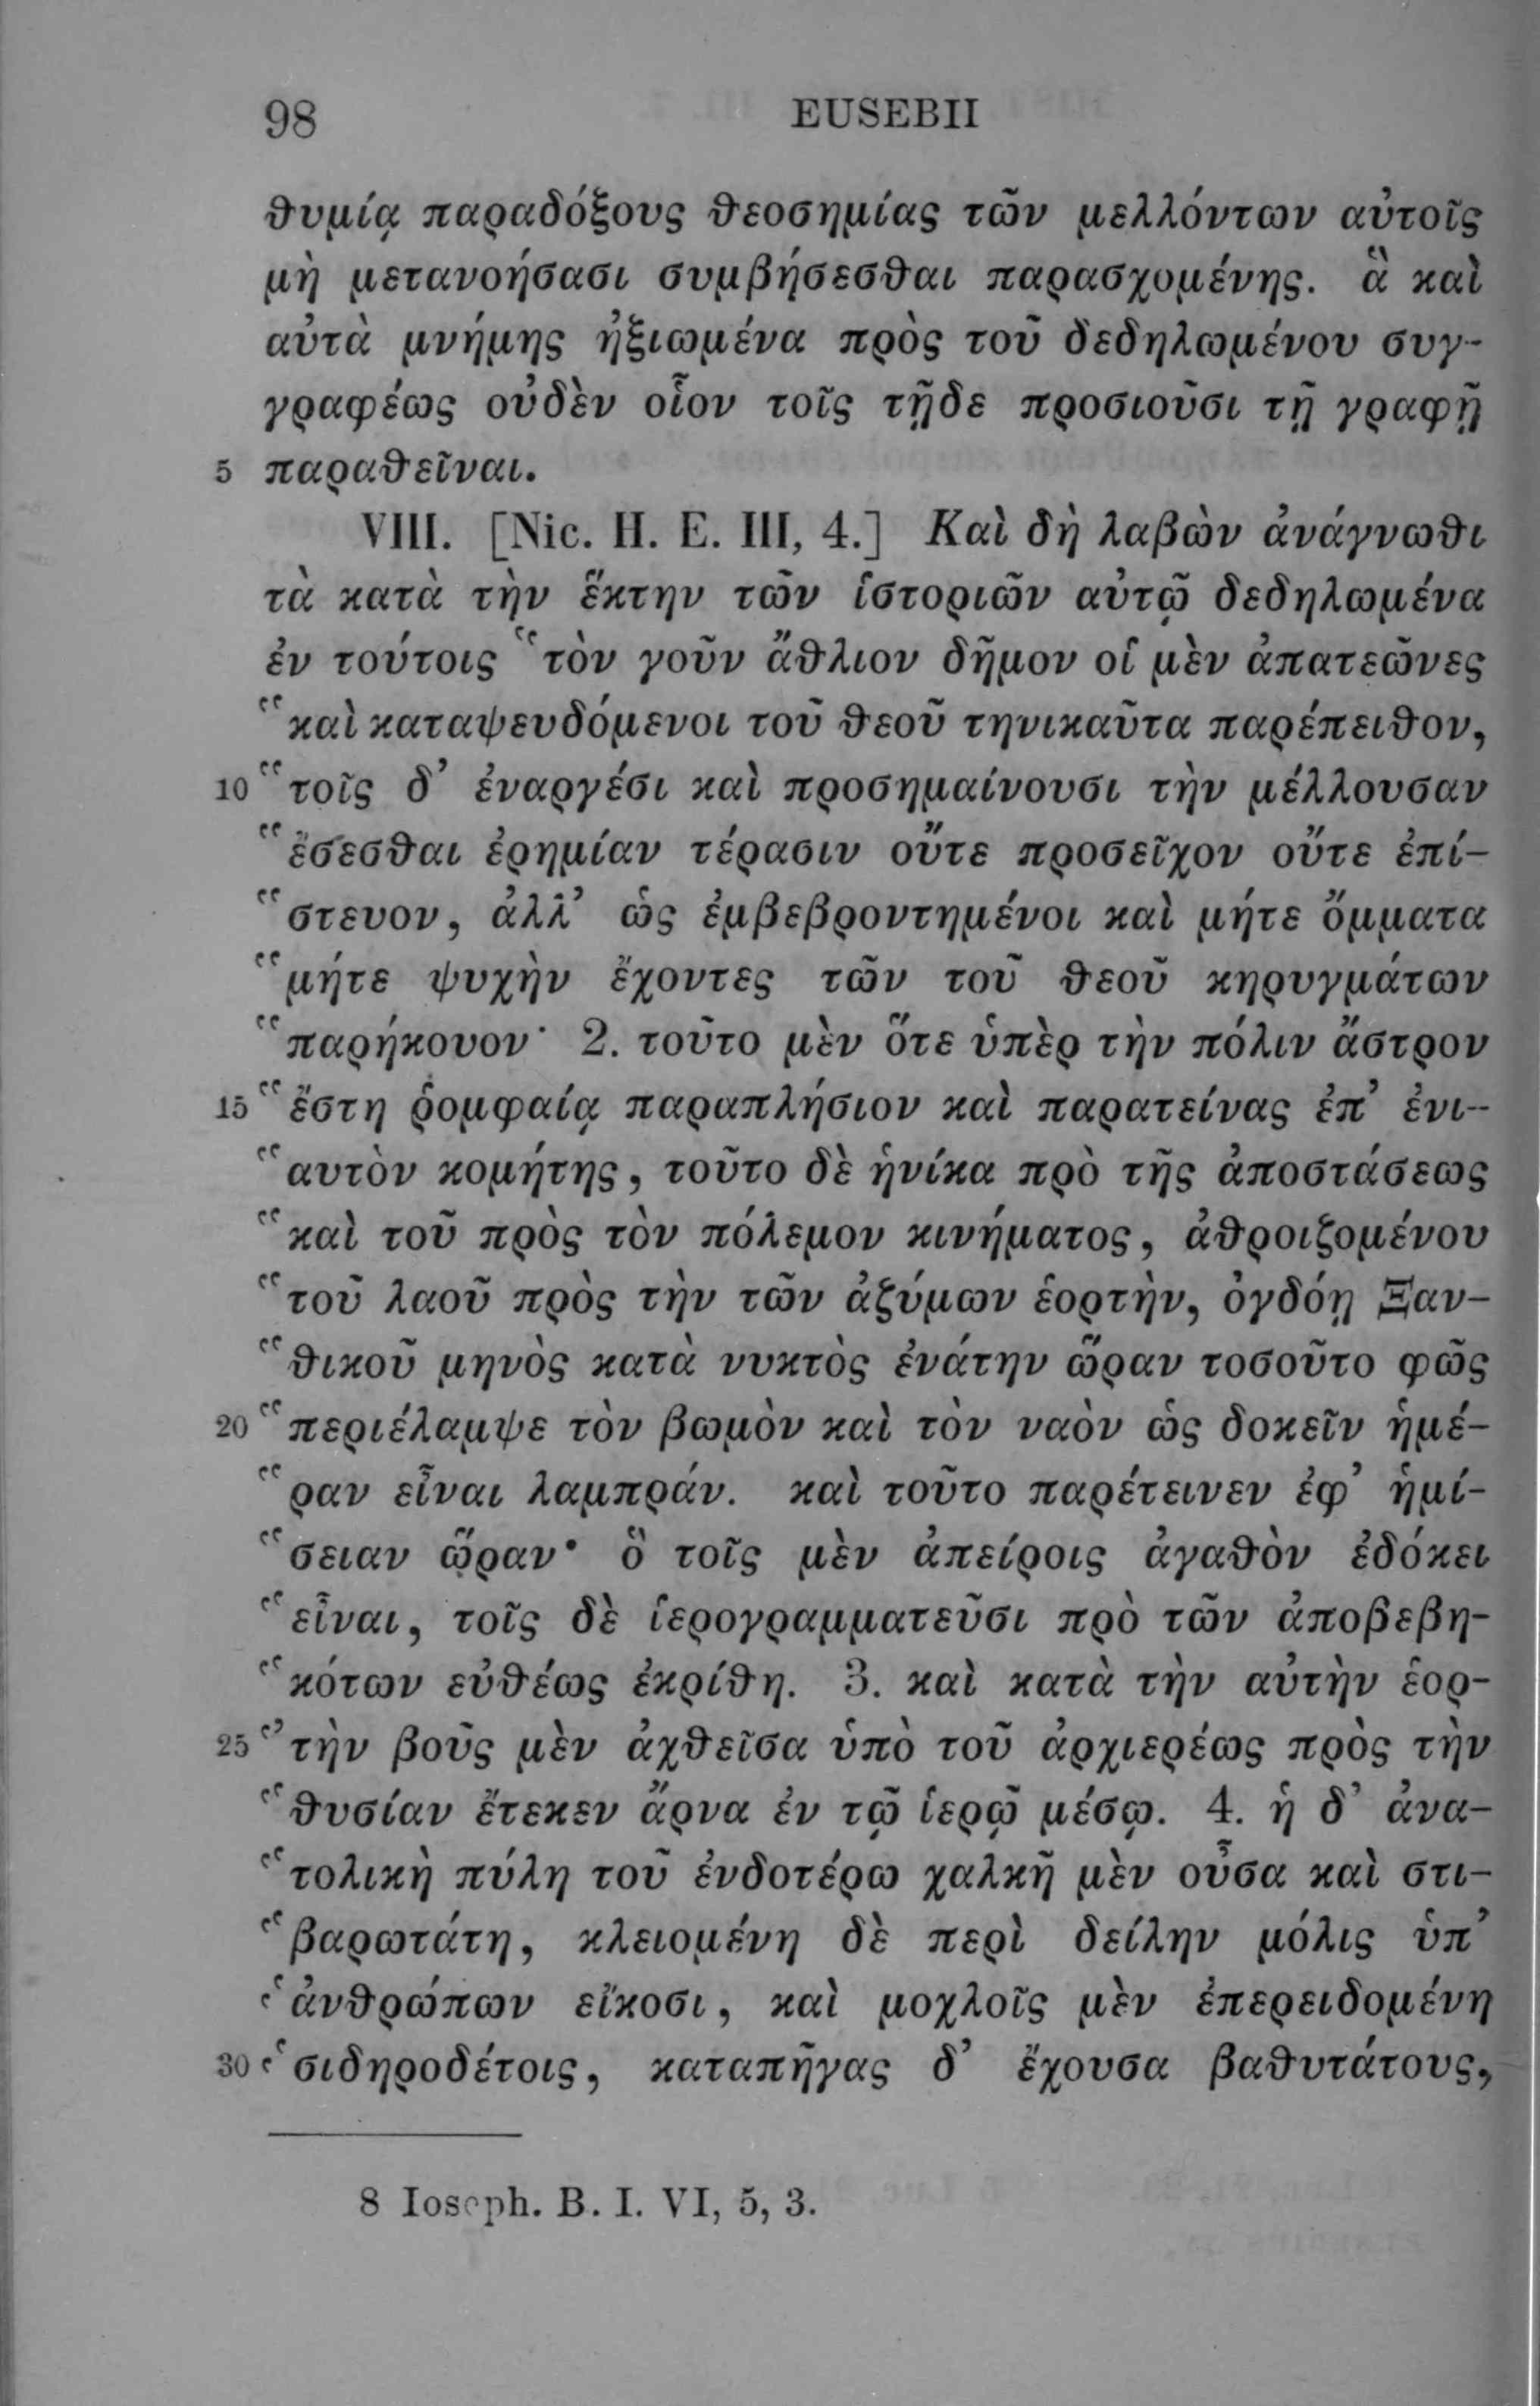 98 EUSEBII
θυμίᾳ παραδόξους θεοσημίας τῶν μελλόντων αὐτοῖς
μὴ μετανοήσασι συμβήσεσθαι παρασχομένης. ἃ καὶ
αὐτὰ μνήμης ἠξιωμένα πρὸς τοῦ δεδηλωμένου συγ-
γραφέως οὐδὲν οἷον τοῖς τῇδε προσιοῦσι τῇ γραφῇ
5 παραθεῖναι.
VIII. [Nic. H. E. III, 4.] Καὶ δὴ λαβὼν ἀνάγνωθι
τὰ κατὰ τὴν ἕκτην τῶν ἱστοριῶν αὐτῷ δεδηλωμένα
ἐν τούτοις “τὸν γοῦν ἄθλιον δῆμον οἱ μὲν ἀπατεῶνες
“καὶ καταψευδόμενοι τοῦ θεοῦ τηνικαῦτα παρέπειθον,
10 “τοῖς δ’ ἐναργέσι καὶ προσημαίνουσι τὴν μέλλουσαν
“ἔσεσθαι ἐρημίαν τέρασιν οὔτε προσεῖχον οὔτε ἐπί-
“στευον, ἀλλ’ ὡς ἐμβεβροντημένοι καὶ μήτε ὄμματα
“μήτε ψυχὴν ἔχοντες τῶν τοῦ θεοῦ κηρυγμάτων
“παρήκουον· 2. τοῦτο μὲν ὅτε ὑπὲρ τὴν πόλιν ἄστρον
15 “ἔστη ῥομφαίᾳ παραπλήσιον καὶ παρατείνας ἐπ’ ἐνι-
“αυτὸν κομήτης, τοῦτο δὲ ἡνίκα πρὸ τῆς ἀποστάσεως
“καὶ τοῦ πρὸς τὸν πόλεμον κινήματος, ἀθροιζομένου
“τοῦ λαοῦ πρὸς τὴν τῶν ἀζύμων ἑορτὴν, ὀγδόῃ Ξαν-
“θικοῦ μηνὸς κατὰ νυκτὸς ἐνάτην ὥραν τοσοῦτο φῶς
20 “περιέλαμψε τὸν βωμὸν καὶ τὸν ναὸν ὡς δοκεῖν ἡμέ-
“ραν εἶναι λαμπράν. καὶ τοῦτο παρέτεινεν ἐφ’ ἡμί-
“σειαν ὥραν· ὃ τοῖς μὲν ἀπείροις ἀγαθὸν ἐδόκει
“εἶναι, τοῖς δὲ ἱερογραμματεῦσι πρὸ τῶν ἀποβεβη-
“κότων εὐθέως ἐκρίθη. 3. καὶ κατὰ τὴν αὐτὴν ἑορ-
25 “τὴν βοῦς μὲν ἀχθεῖσα ὑπὸ τοῦ ἀρχιερέως πρὸς τὴν
“θυσίαν ἔτεκεν ἄρνα ἐν τῷ ἱερῷ μέσῳ. 4. ἡ δ’ ἀνα-
“τολικὴ πύλη τοῦ ἐνδοτέρω χαλκῆ μὲν οὖσα καὶ στι-
“βαρωτάτη, κλειομένη δὲ περὶ δείλην μόλις ὑπ’
“ἀνθρώπων εἴκοσι, καὶ μοχλοῖς μὲν ἐπερειδομένη
30 “σιδηροδέτοις, καταπῆγας δ’ ἔχουσα βαθυτάτους,
8 Ioseph. B. I. VI, 5, 3.